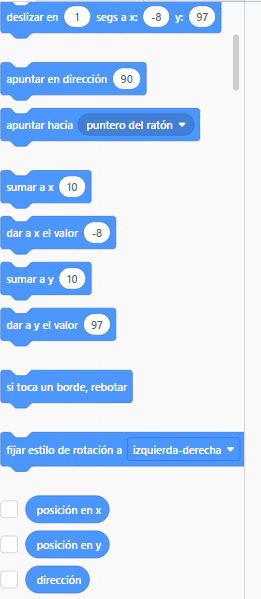 deslizar en 1 segs a x: -8 y: 97
apuntar en dirección 90
apuntar hacia puntero del ratón
sumar a x 10
dar a x el valor -8
sumar a y 10
dar a y el valor 97
si toca un borde, rebotar
fijar estilo de rotación a izquierda-derecha
posición en x
posición en y
dirección